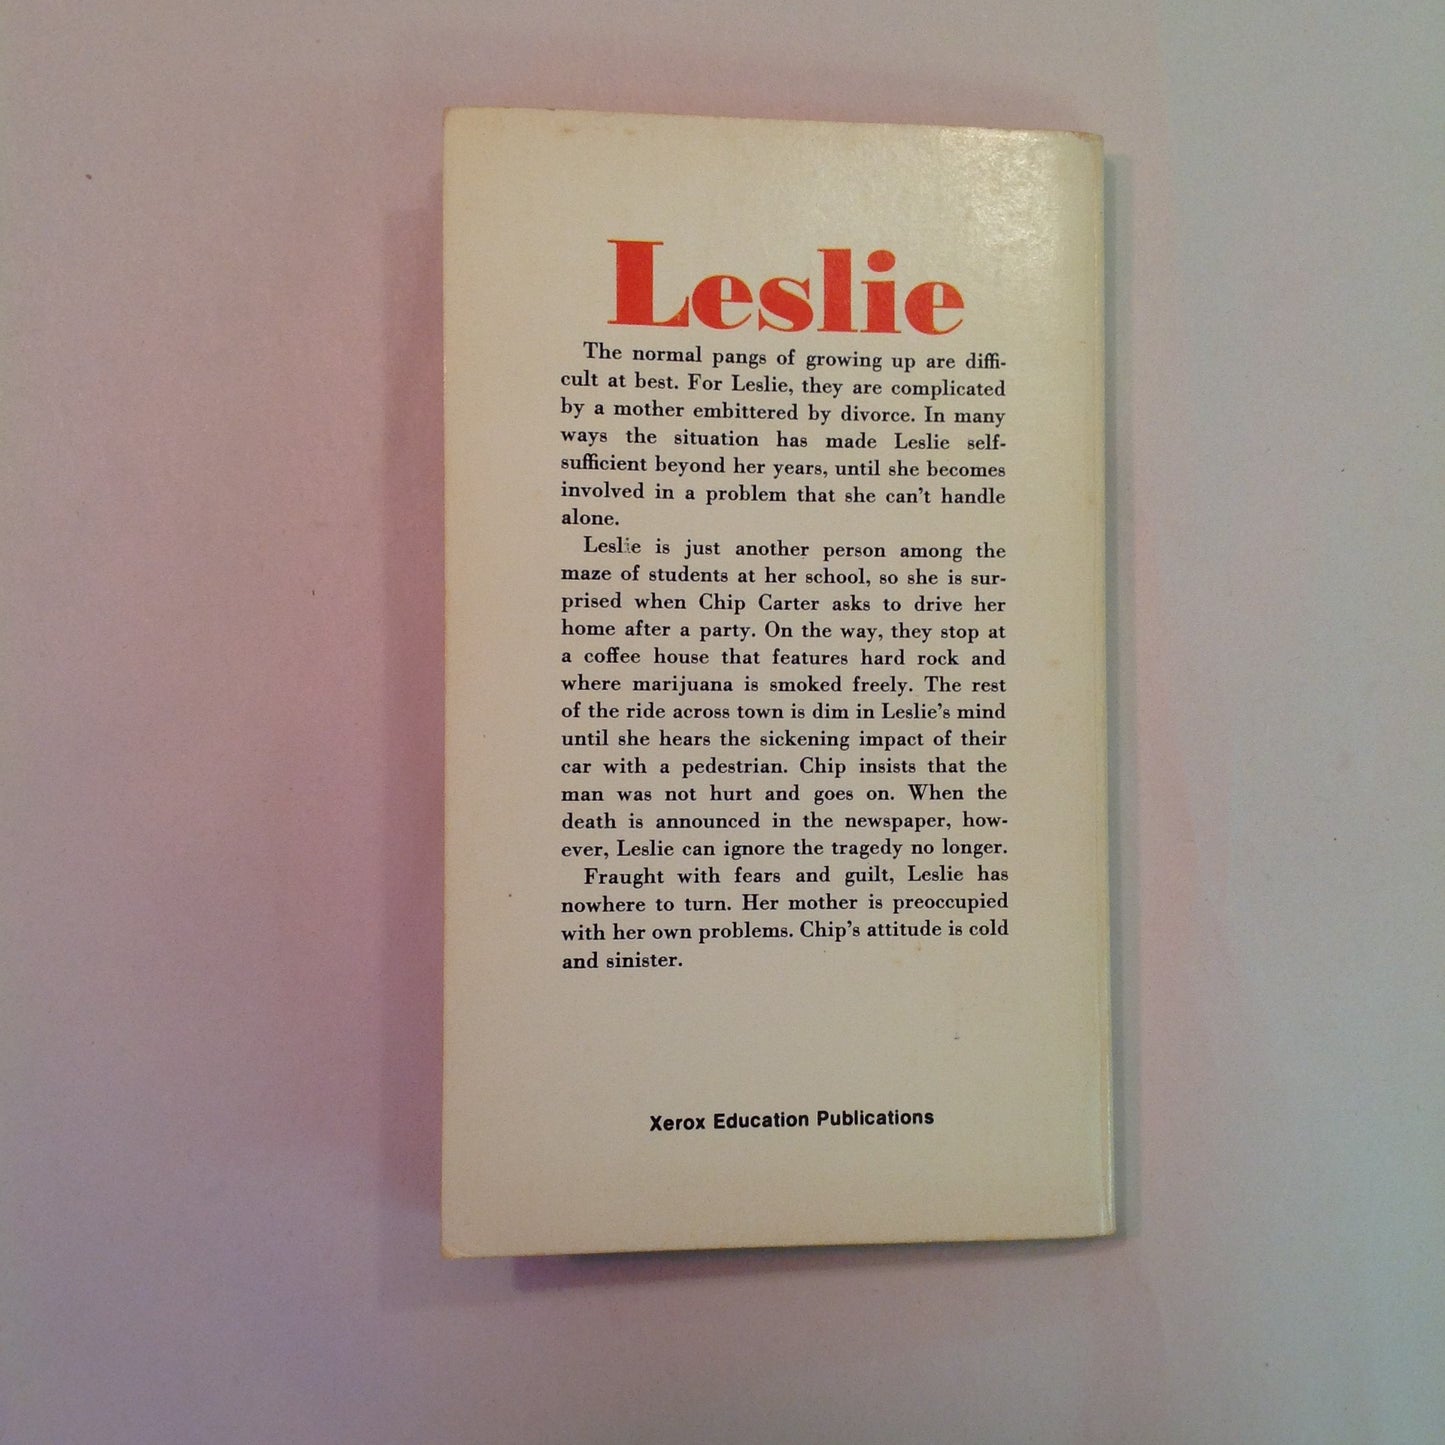 Leslie
The normal pangs of growing up are diffi-
cult at best. For Leslie, they are complicated
by a mother embittered by divorce. In many
ways the situation has made Leslie self-
sufficient beyond her years, until she becomes
involved in a problem that she can't handle
alone.
Leslie is just another person among the
maze of students at her school, so she is sur-
prised when Chip Carter asks to drive her
home after a party. On the way, they stop at
a coffee house that features hard rock and
where marijuana is smoked freely. The rest
of the ride across town is dim in Leslie's mind
until she hears the sickening impact of their
car with a pedestrian. Chip insists that the
man was not hurt and goes on. When the
death is announced in the newspaper, how-
ever, Leslie can ignore the tragedy no longer.
Fraught with fears and guilt, Leslie has
nowhere to turn. Her mother is preoccupied
with her own problems. Chip's attitude is cold
and sinister.
Xerox Education Publications